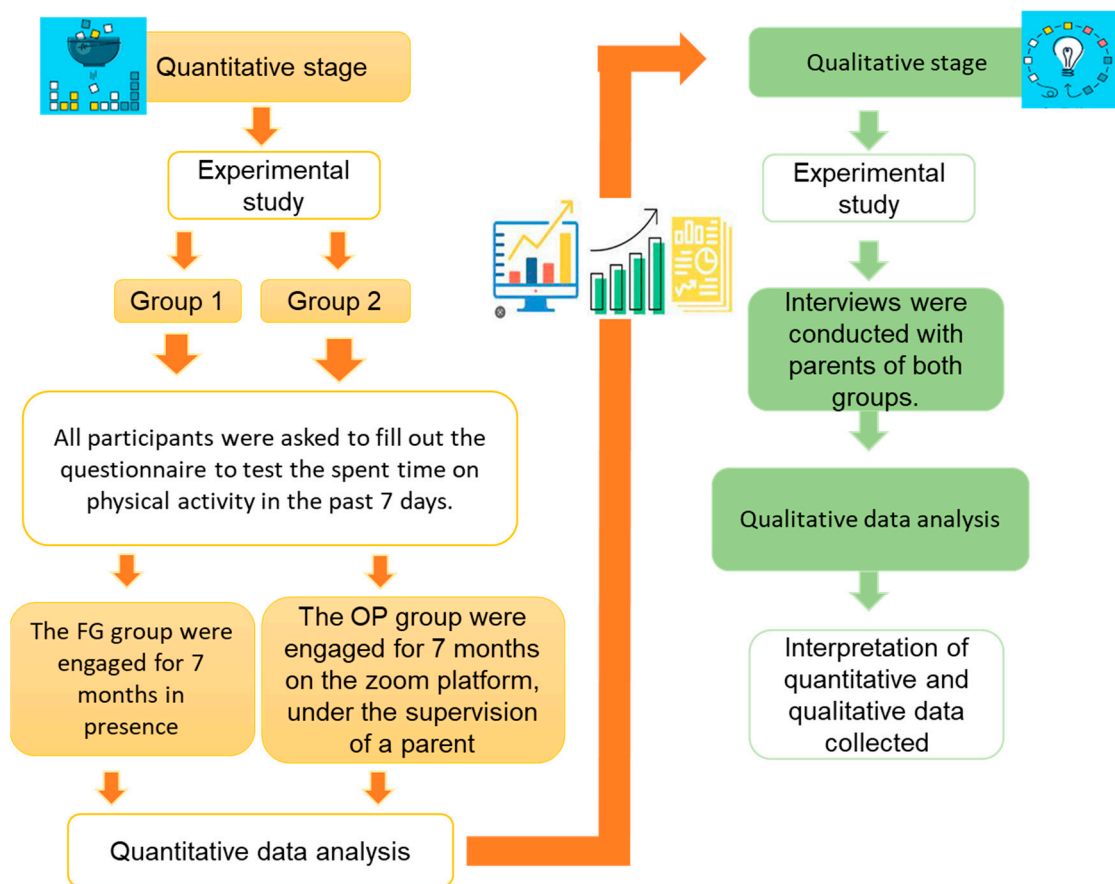 Quantitative stage
Experimental
study
Group 1
Group 2
All participants were asked to fill out the
questionnaire to test the spent time on
physical activity in the past 7 days.
The FG group were
engaged for 7
months in
presence
The OP group were
engaged for 7 months
on the zoom platform,
under the supervision
of a parent
Quantitative data analysis
Qualitative stage
Experimental
study
Interviews were
conducted with
parents of both
groups.
Qualitative data analysis
Interpretation of
quantitative and
qualitative data
collected